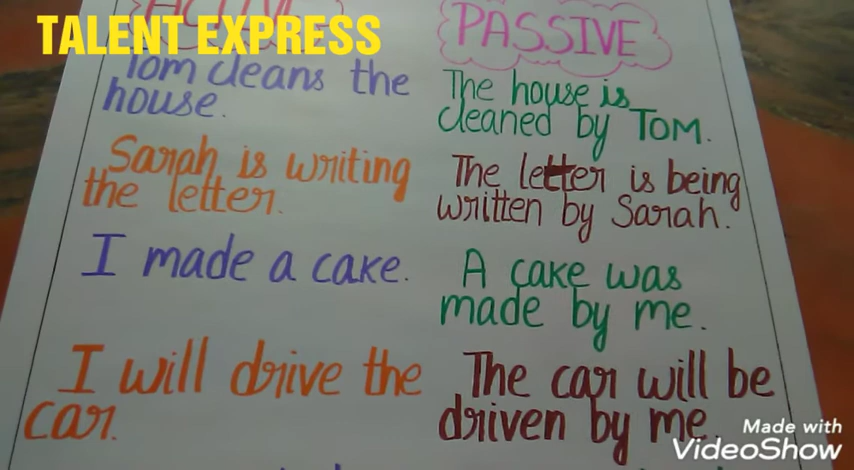 TALENT EXPRESS
ACTIVE
Tom cleans the
house.
Sarah is writing
the letter.
I made a cake.
I will drive the
car.
PASSIVE
The house is
cleaned by TOM.
The letter is being
written by Sarah.
A cake was
made by me.
The car will be
driven by me.
Made with
VideoShow